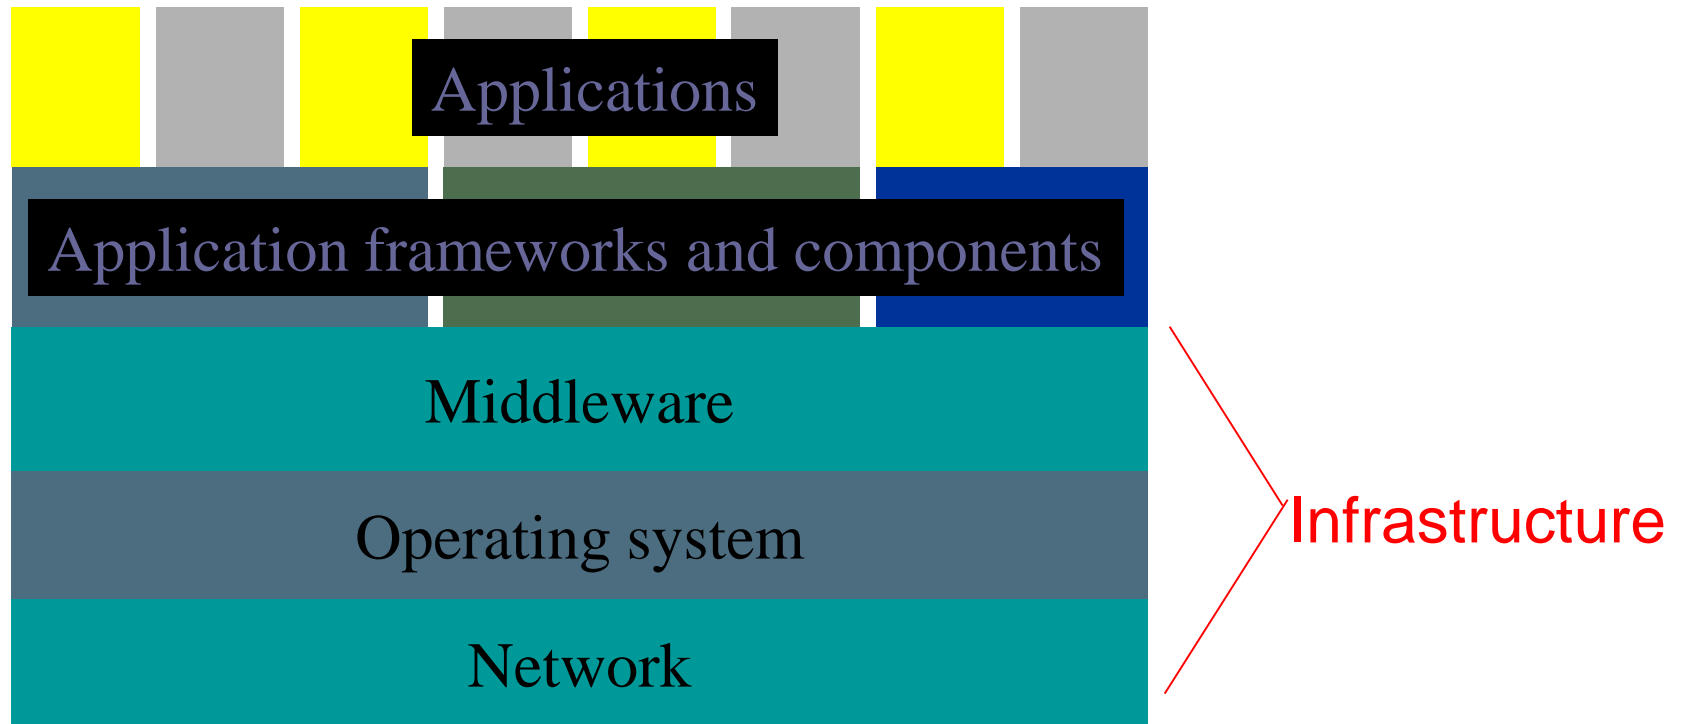 Applications
Application frameworks and components
Middleware
Operating system
Infrastructure
Network